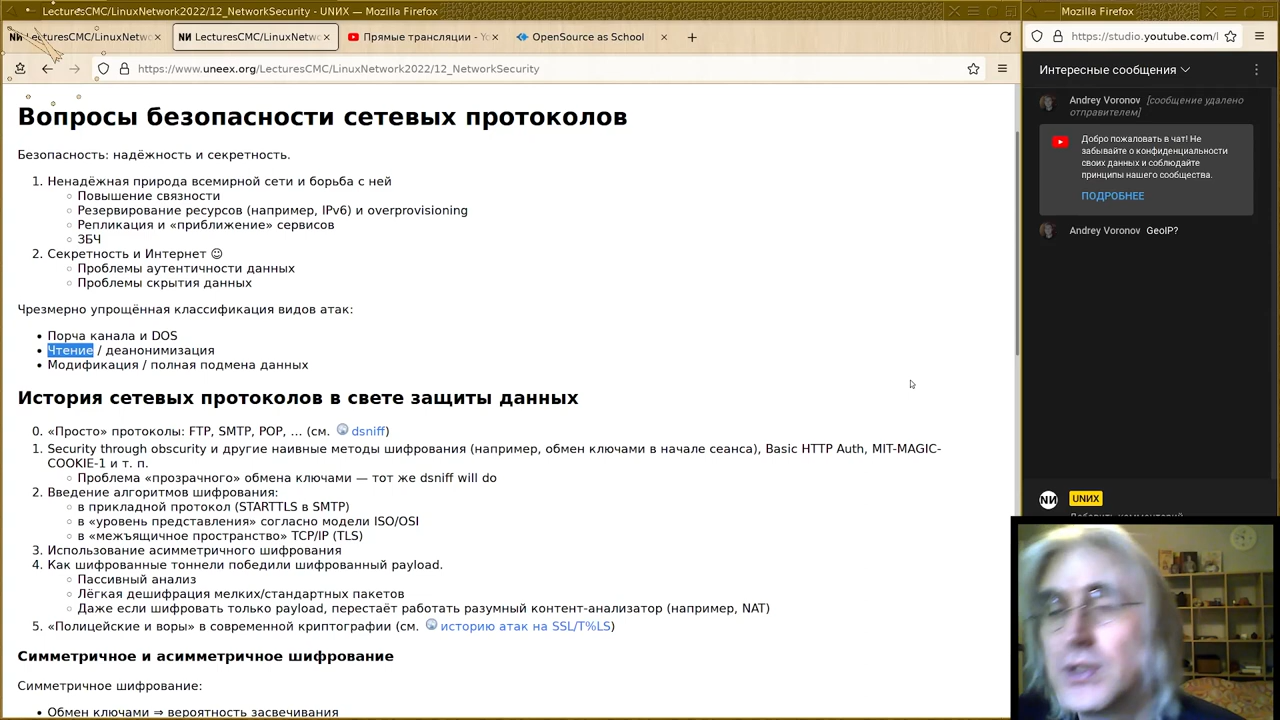 LecturesCMC/LinuxNetwork2022/12_NetworkSecurity - UNИX — Mozilla Firefox
LecturesCMC/LinuxNetw
LecturesCMC/LinuxNetw
Прямые трансляции - Yo
OpenSource as School
https://www.uneex.org/LecturesCMC/LinuxNetwork2022/12_NetworkSecurity
Вопросы безопасности сетевых протоколов
Безопасность: надёжность и секретность.
1. Ненадёжная природа всемирной сети и борьба с ней
Повышение связности
Резервирование ресурсов (например, IPv6) и overprovisioning
Репликация и «приближение» сервисов
ЗБЧ
2. Секретность и Интернет ☺
Проблемы аутентичности данных
Проблемы скрытия данных
Чрезмерно упрощённая классификация видов атак:
Порча канала и DOS
Чтение / деанонимизация
Модификация / полная подмена данных
История сетевых протоколов в свете защиты данных
0. «Просто» протоколы: FTP, SMTP, POP, … (см. dsniff)
1. Security through obscurity и другие наивные методы шифрования (например, обмен ключами в начале сеанса), Basic HTTP Auth, MIT-MAGIC-
COOKIE-1 и т. п.
Проблема «прозрачного» обмена ключами — тот же dsniff will do
2. Введение алгоритмов шифрования:
в прикладной протокол (STARTTLS в SMTP)
в «уровень представления» согласно модели ISO/OSI
в «межъящичное пространство» TCP/IP (TLS)
3. Использование асимметричного шифрования
4. Как шифрованные тоннели победили шифрованный payload.
Пассивный анализ
Лёгкая дешифрация мелких/стандартных пакетов
Даже если шифровать только payload, перестаёт работать разумный контент-анализатор (например, NAT)
5. «Полицейские и воры» в современной криптографии (см. историю атак на SSL/T%LS)
Симметричное и асимметричное шифрование
Симметричное шифрование:
Обмен ключами ⇒ вероятность засвечивания
Mozilla Firefox
https://studio.youtube.com/l
Интересные сообщения
Andrey Voronov [сообщение удалено
отправителем]
Добро пожаловать в чат! Не
забывайте о конфиденциальности
своих данных и соблюдайте
принципы нашего сообщества.
ПОДРОБНЕЕ
Andrey Voronov GeoIP?
NИ UNИX